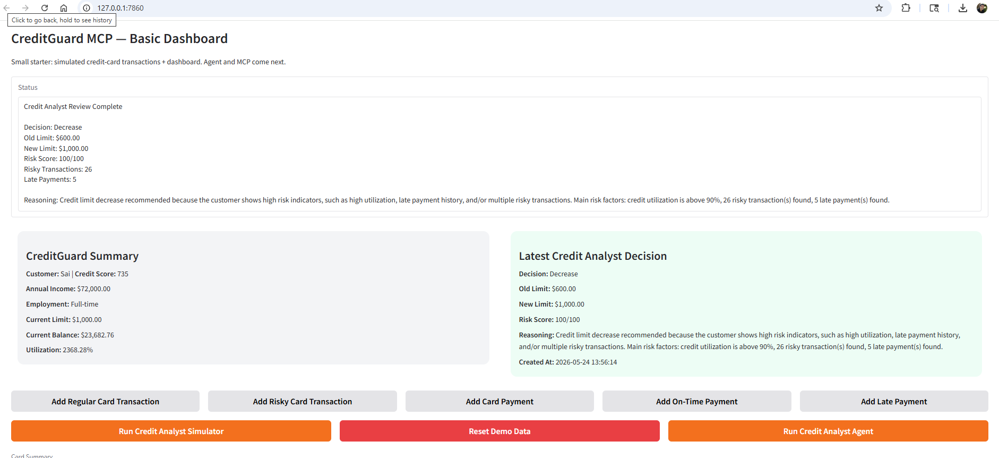 127.0.0.1:7860
Click to go back, hold to see history
CreditGuard MCP — Basic Dashboard
Small starter: simulated credit-card transactions + dashboard. Agent and MCP come next.
Status
Credit Analyst Review Complete
Decision: Decrease
Old Limit: $600.00
New Limit: $1,000.00
Risk Score: 100/100
Risky Transactions: 26
Late Payments: 5
Reasoning: Credit limit decrease recommended because the customer shows high risk indicators, such as high utilization, late payment history, and/or multiple risky transactions. Main risk factors: credit utilization is above 90%, 26 risky transaction(s) found, 5 late payment(s) found.
CreditGuard Summary
Customer: Sai | Credit Score: 735
Annual Income: $72,000.00
Employment: Full-time
Current Limit: $1,000.00
Current Balance: $23,682.76
Utilization: 2368.28%
Latest Credit Analyst Decision
Decision: Decrease
Old Limit: $600.00
New Limit: $1,000.00
Risk Score: 100/100
Reasoning: Credit limit decrease recommended because the customer shows high risk indicators, such as high utilization, late payment history,
and/or multiple risky transactions. Main risk factors: credit utilization is above 90%, 26 risky transaction(s) found, 5 late payment(s) found.
Created At: 2026-05-24 13:56:14
Add Regular Card Transaction
Add Risky Card Transaction
Add Card Payment
Add On-Time Payment
Add Late Payment
Run Credit Analyst Simulator
Reset Demo Data
Run Credit Analyst Agent
Card Summary